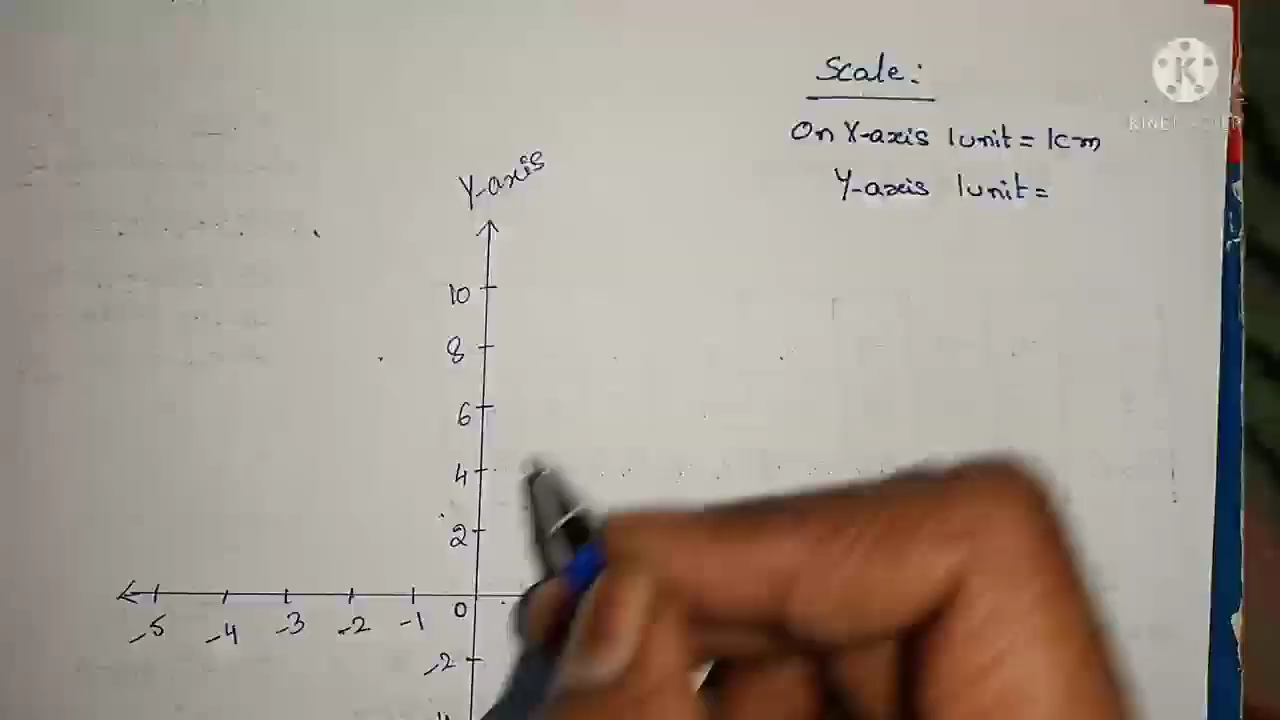 Scale:
On X-axis 1unit = 1cm
Y-axis 1unit =
Y-axis
10
8
6
4
2
0
-5 -4 -3 -2 -1
-2
K